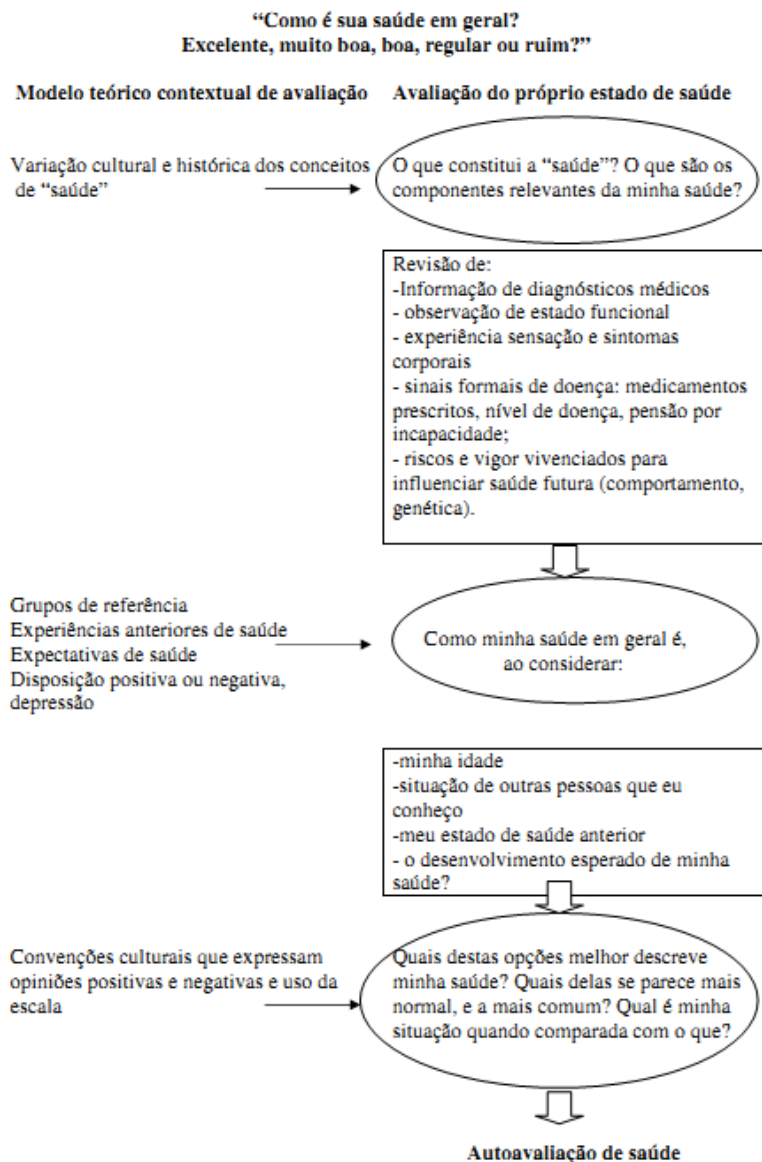 “Como é sua saúde em geral?
Excelente, muito boa, boa, regular ou ruim?”
Modelo teórico contextual de avaliação
Avaliação do próprio estado de saúde
Variação cultural e histórica dos conceitos
de “saúde”
O que constitui a “saúde”? O que são os
componentes relevantes da minha saúde?
Revisão de:
-Informação de diagnósticos médicos
- observação de estado funcional
- experiência sensação e sintomas
corporais
- sinais formais de doença: medicamentos
prescritos, nível de doença, pensão por
incapacidade;
- riscos e vigor vivenciados para
influenciar saúde futura (comportamento,
genética).
Grupos de referência
Experiências anteriores de saúde
Expectativas de saúde
Disposição positiva ou negativa,
depressão
Como minha saúde em geral é,
ao considerar:
-minha idade
-situação de outras pessoas que eu
conheço
-meu estado de saúde anterior
- o desenvolvimento esperado de minha
saúde?
Convenções culturais que expressam
opiniões positivas e negativas e uso da
escala
Quais destas opções melhor descreve
minha saúde? Quais delas se parece mais
normal, e a mais comum? Qual é minha
situação quando comparada com o que?
Autoavaliação de saúde